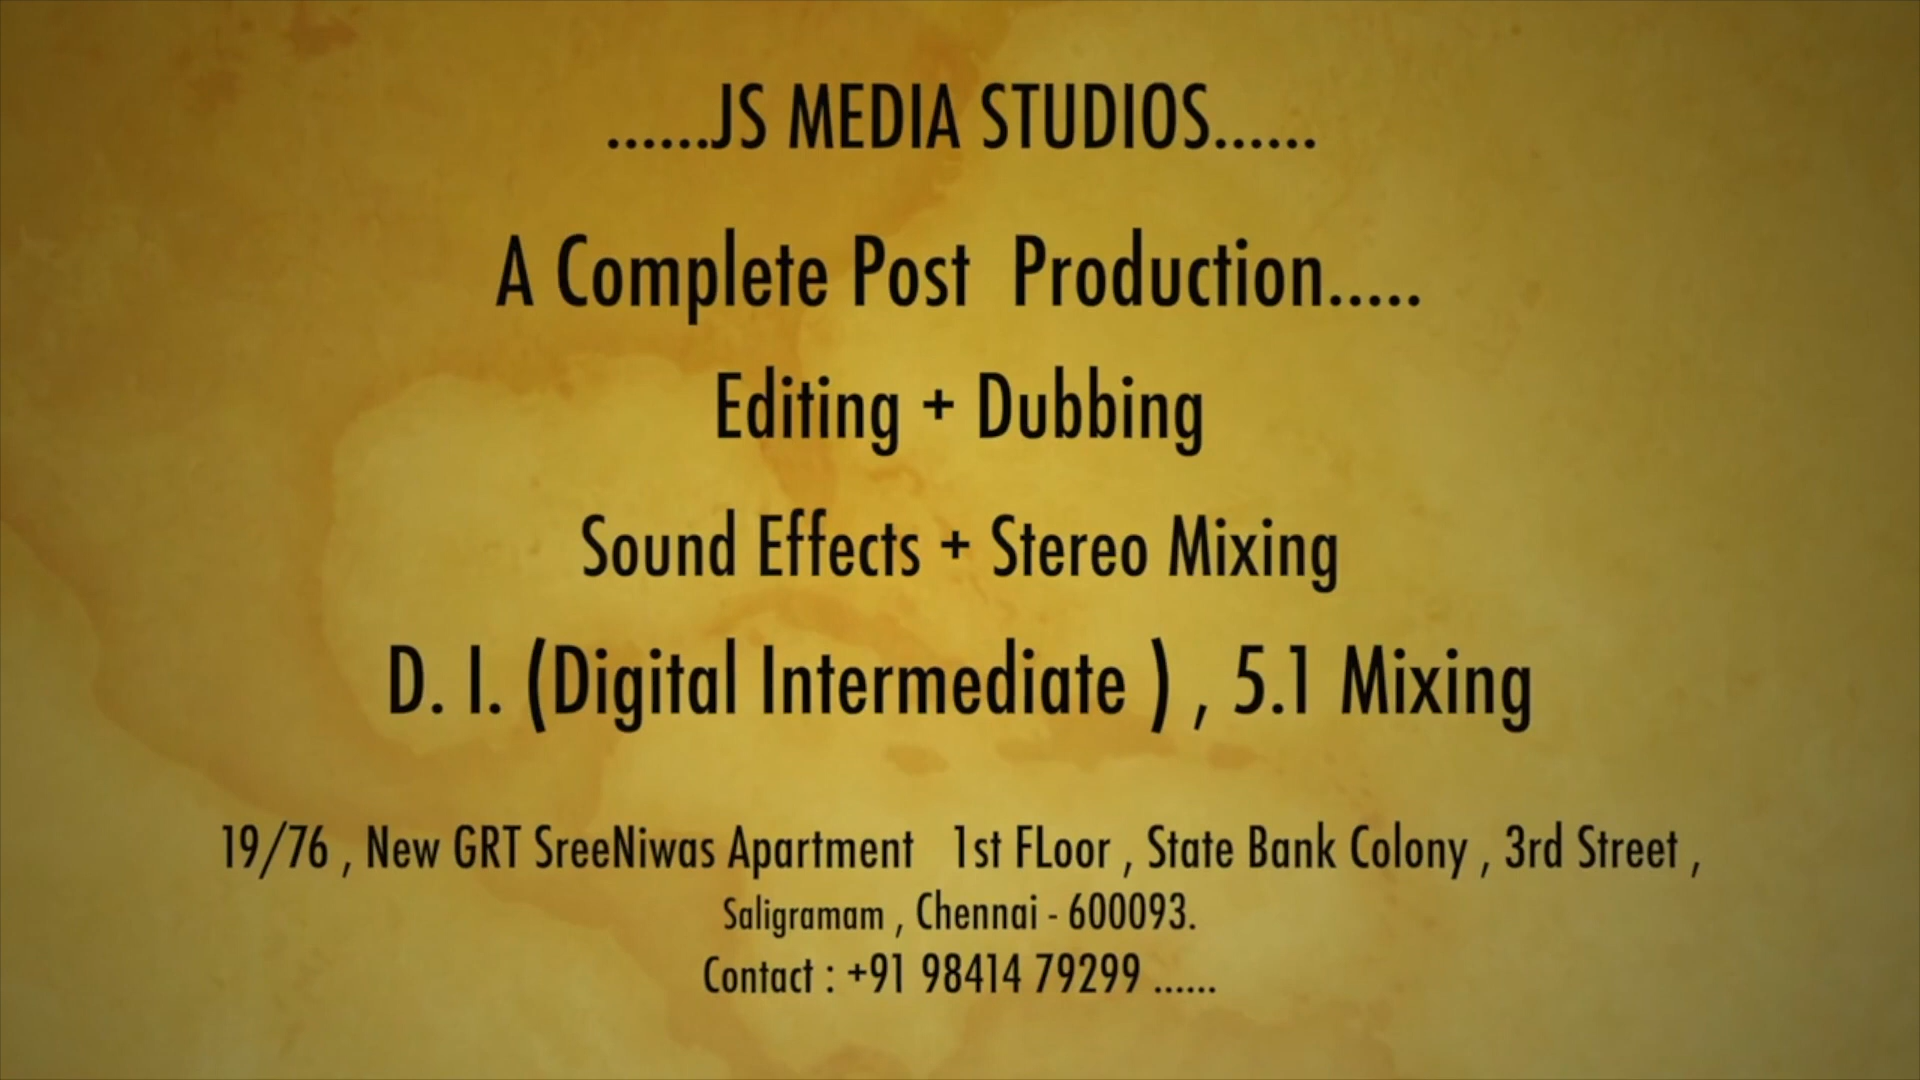 ......JS MEDIA STUDIOS......
A Complete Post  Production.....
Editing + Dubbing
Sound Effects + Stereo Mixing
D. I. (Digital Intermediate ) , 5.1 Mixing
19/76 , New GRT SreeNiwas Apartment   1st FLoor , State Bank Colony , 3rd Street ,
Saligramam , Chennai - 600093.
Contact : +91 98414 79299 ......